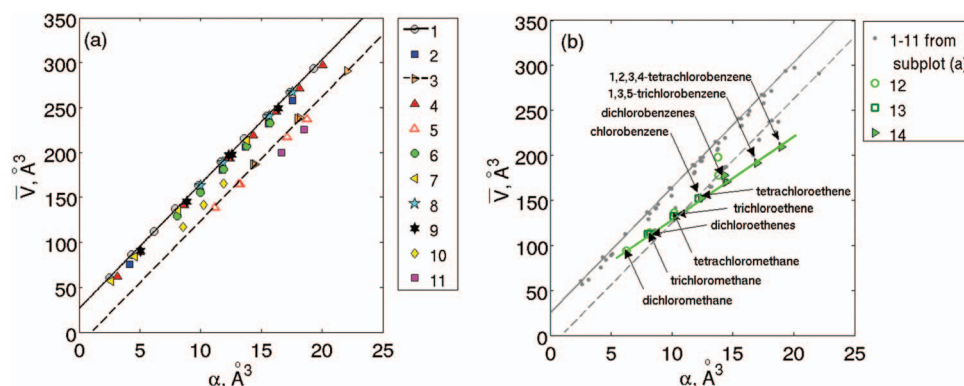 (a)
350
300
250
200
150
100
50
0
V̅, Å³
0 5 10 15 20 25
α, Å³
1
2
3
4
5
6
7
8
9
10
11
(b)
350
300
250
200
150
100
50
0
V̅, Å³
1,2,3,4-tetrachlorobenzene
1,3,5-trichlorobenzene
dichlorobenzenes
chlorobenzene
tetrachloroethene
trichloroethene
dichloroethenes
tetrachloromethane
trichloromethane
dichloromethane
0 5 10 15 20 25
α, Å³
1-11 from
subplot (a)
12
13
14